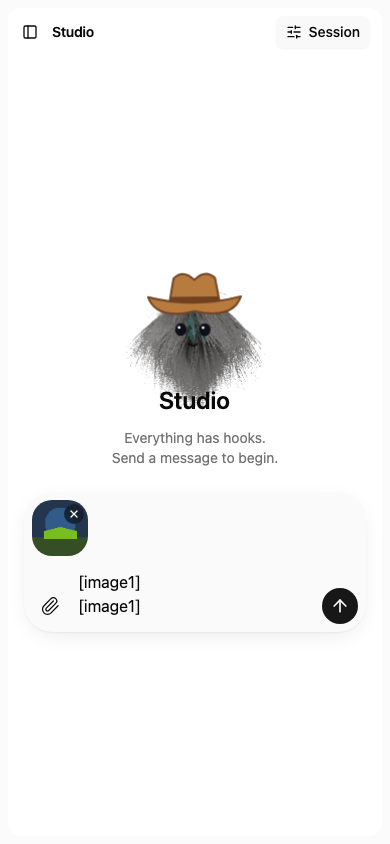 Studio
Session
Studio
Everything has hooks.
Send a message to begin.
[image1]
[image1]